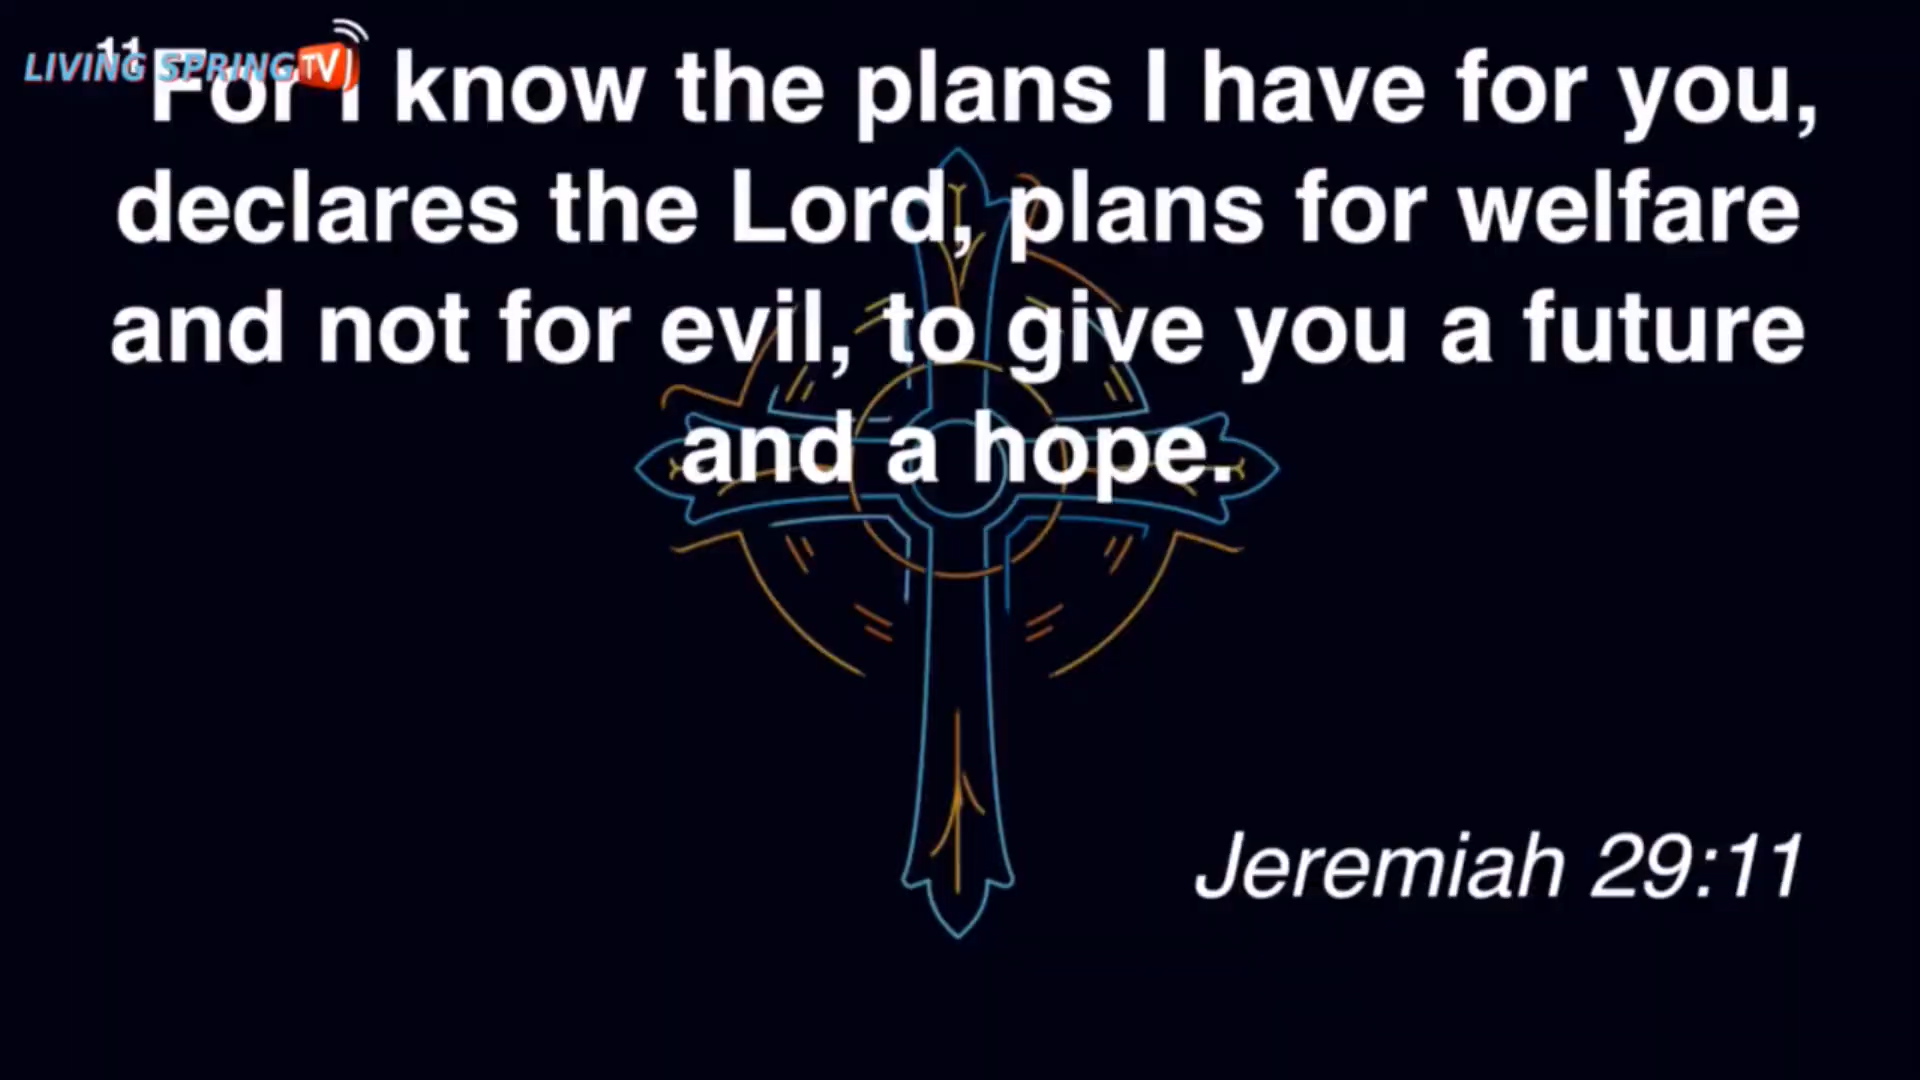 LIVING SPRING TV
11 For I know the plans I have for you,
declares the Lord, plans for welfare
and not for evil, to give you a future
and a hope.
Jeremiah 29:11